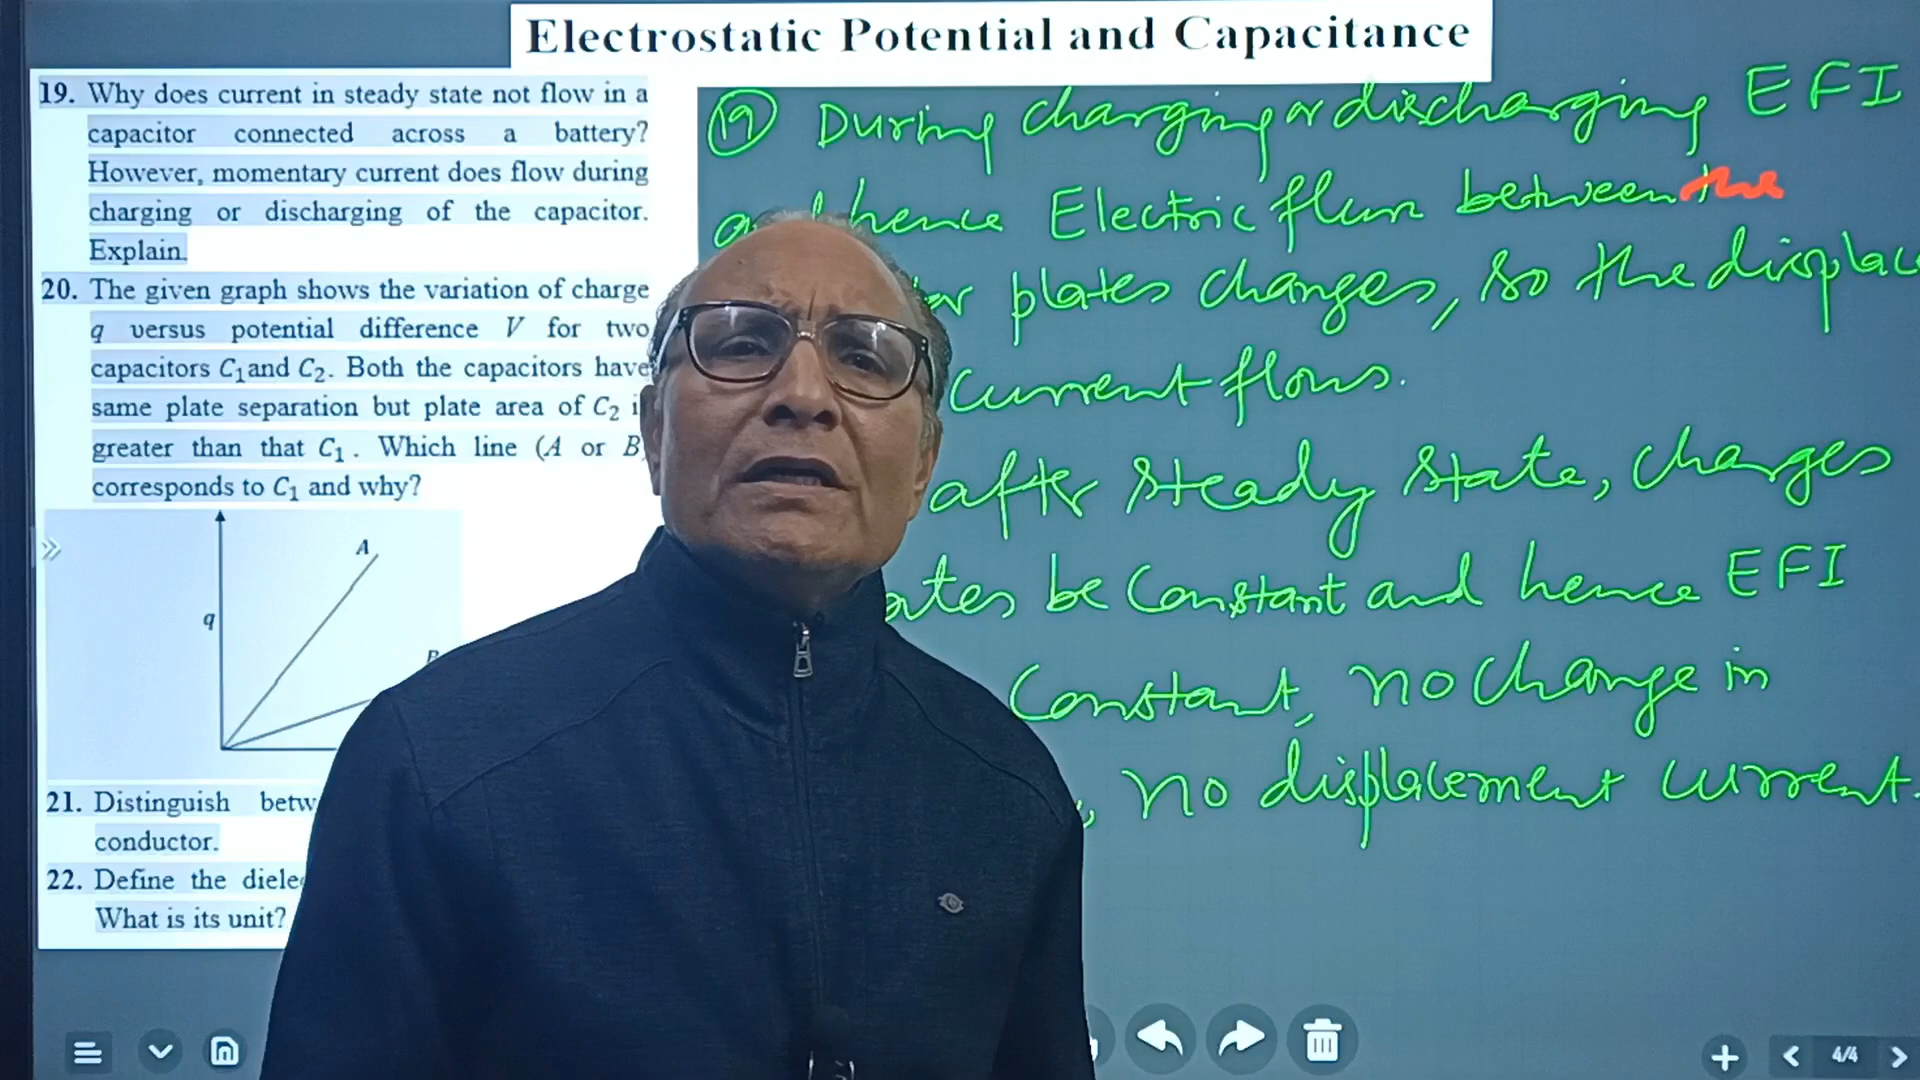 Electrostatic Potential and Capacitance
19. Why does current in steady state not flow in a
capacitor connected across a battery?
However, momentary current does flow during
charging or discharging of the capacitor.
Explain.
20. The given graph shows the variation of charge
q versus potential difference V for two
capacitors C₁and C₂. Both the capacitors have
same plate separation but plate area of C₂
greater than that C₁. Which line (A or B
corresponds to C₁ and why?
A
q
B
21. Distinguish betw
conductor.
22. Define the diele
What is its unit?
(19) During charging or discharging EFI
hence Electric flux between the
plates changes, so the displac
current flows.
after steady state, charges
be constant and hence EFI
constant, no change in
, no displacement current.
4/4